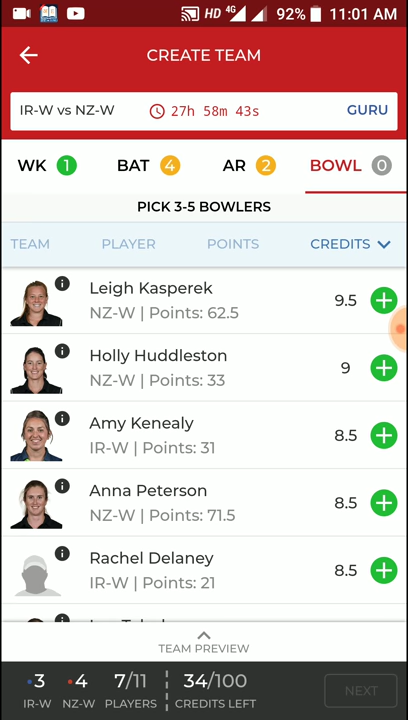 HD 4G 92% 11:01 AM
CREATE TEAM
IR-W vs NZ-W 27h 58m 43s GURU
WK 1 BAT 4 AR 2 BOWL 0
PICK 3-5 BOWLERS
TEAM PLAYER POINTS CREDITS
Leigh Kasperek
NZ-W | Points: 62.5
9.5
Holly Huddleston
NZ-W | Points: 33
9
Amy Kenealy
IR-W | Points: 31
8.5
Anna Peterson
NZ-W | Points: 71.5
8.5
Rachel Delaney
IR-W | Points: 21
8.5
TEAM PREVIEW
3 4 7/11 34/100
IR-W NZ-W PLAYERS CREDITS LEFT
NEXT